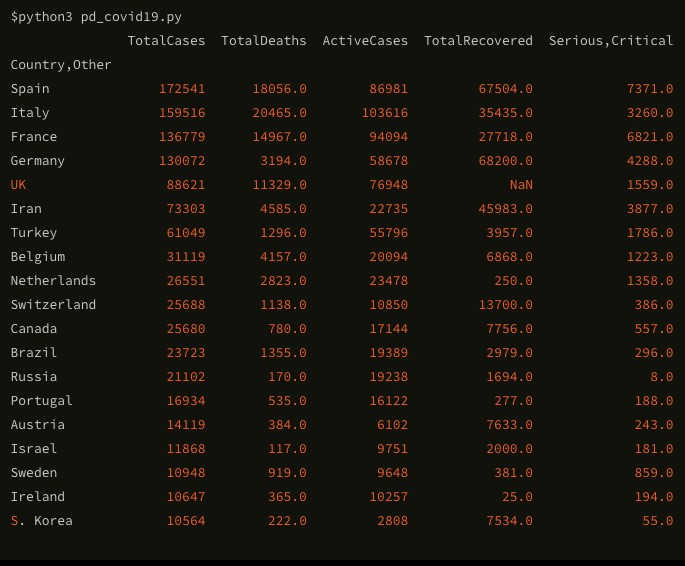 $python3 pd_covid19.py
TotalCases TotalDeaths ActiveCases TotalRecovered Serious,Critical
Country,Other
Spain 172541 18056.0 86981 67504.0 7371.0
Italy 159516 20465.0 103616 35435.0 3260.0
France 136779 14967.0 94094 27718.0 6821.0
Germany 130072 3194.0 58678 68200.0 4288.0
UK 88621 11329.0 76948 NaN 1559.0
Iran 73303 4585.0 22735 45983.0 3877.0
Turkey 61049 1296.0 55796 3957.0 1786.0
Belgium 31119 4157.0 20094 6868.0 1223.0
Netherlands 26551 2823.0 23478 250.0 1358.0
Switzerland 25688 1138.0 10850 13700.0 386.0
Canada 25680 780.0 17144 7756.0 557.0
Brazil 23723 1355.0 19389 2979.0 296.0
Russia 21102 170.0 19238 1694.0 8.0
Portugal 16934 535.0 16122 277.0 188.0
Austria 14119 384.0 6102 7633.0 243.0
Israel 11868 117.0 9751 2000.0 181.0
Sweden 10948 919.0 9648 381.0 859.0
Ireland 10647 365.0 10257 25.0 194.0
S. Korea 10564 222.0 2808 7534.0 55.0